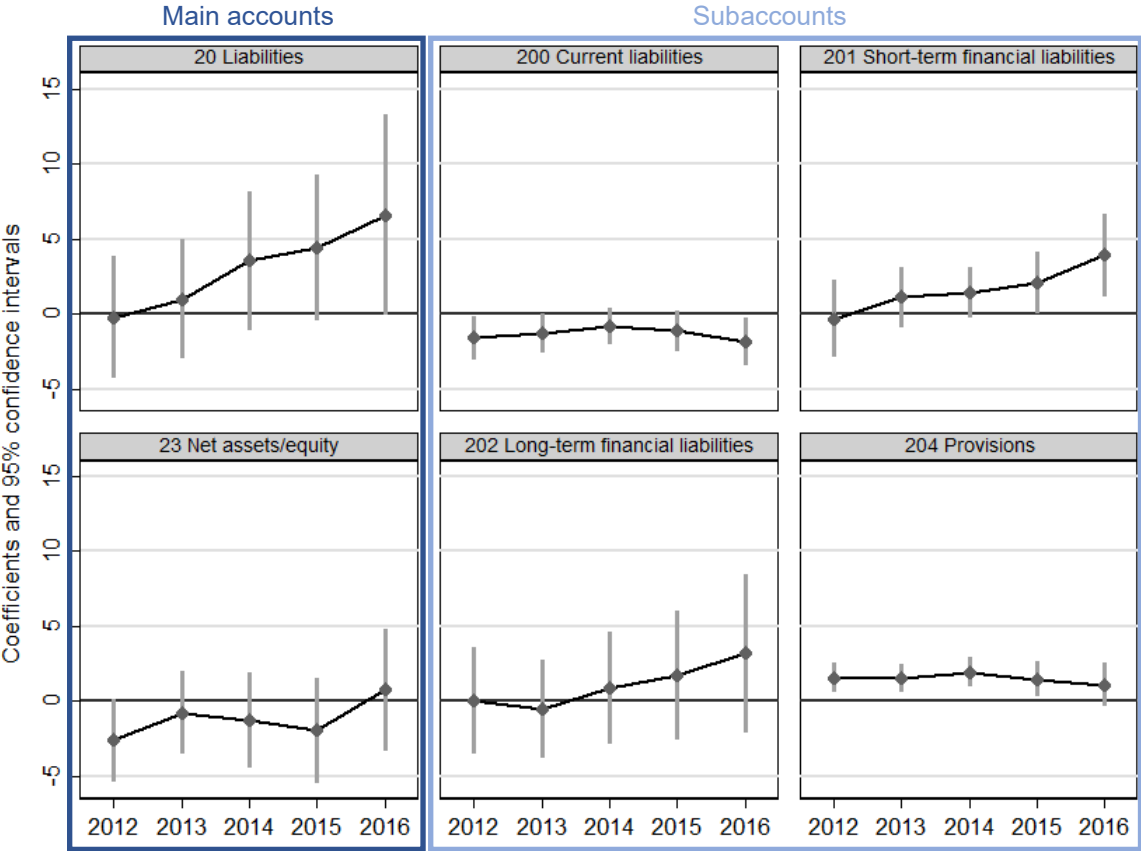 Main accounts
Subaccounts
20 Liabilities
200 Current liabilities
201 Short-term financial liabilities
15
10
5
0
-5
Coefficients and 95% confidence intervals
23 Net assets/equity
202 Long-term financial liabilities
204 Provisions
15
10
5
0
-5
2012 2013 2014 2015 2016
2012 2013 2014 2015 2016
2012 2013 2014 2015 2016